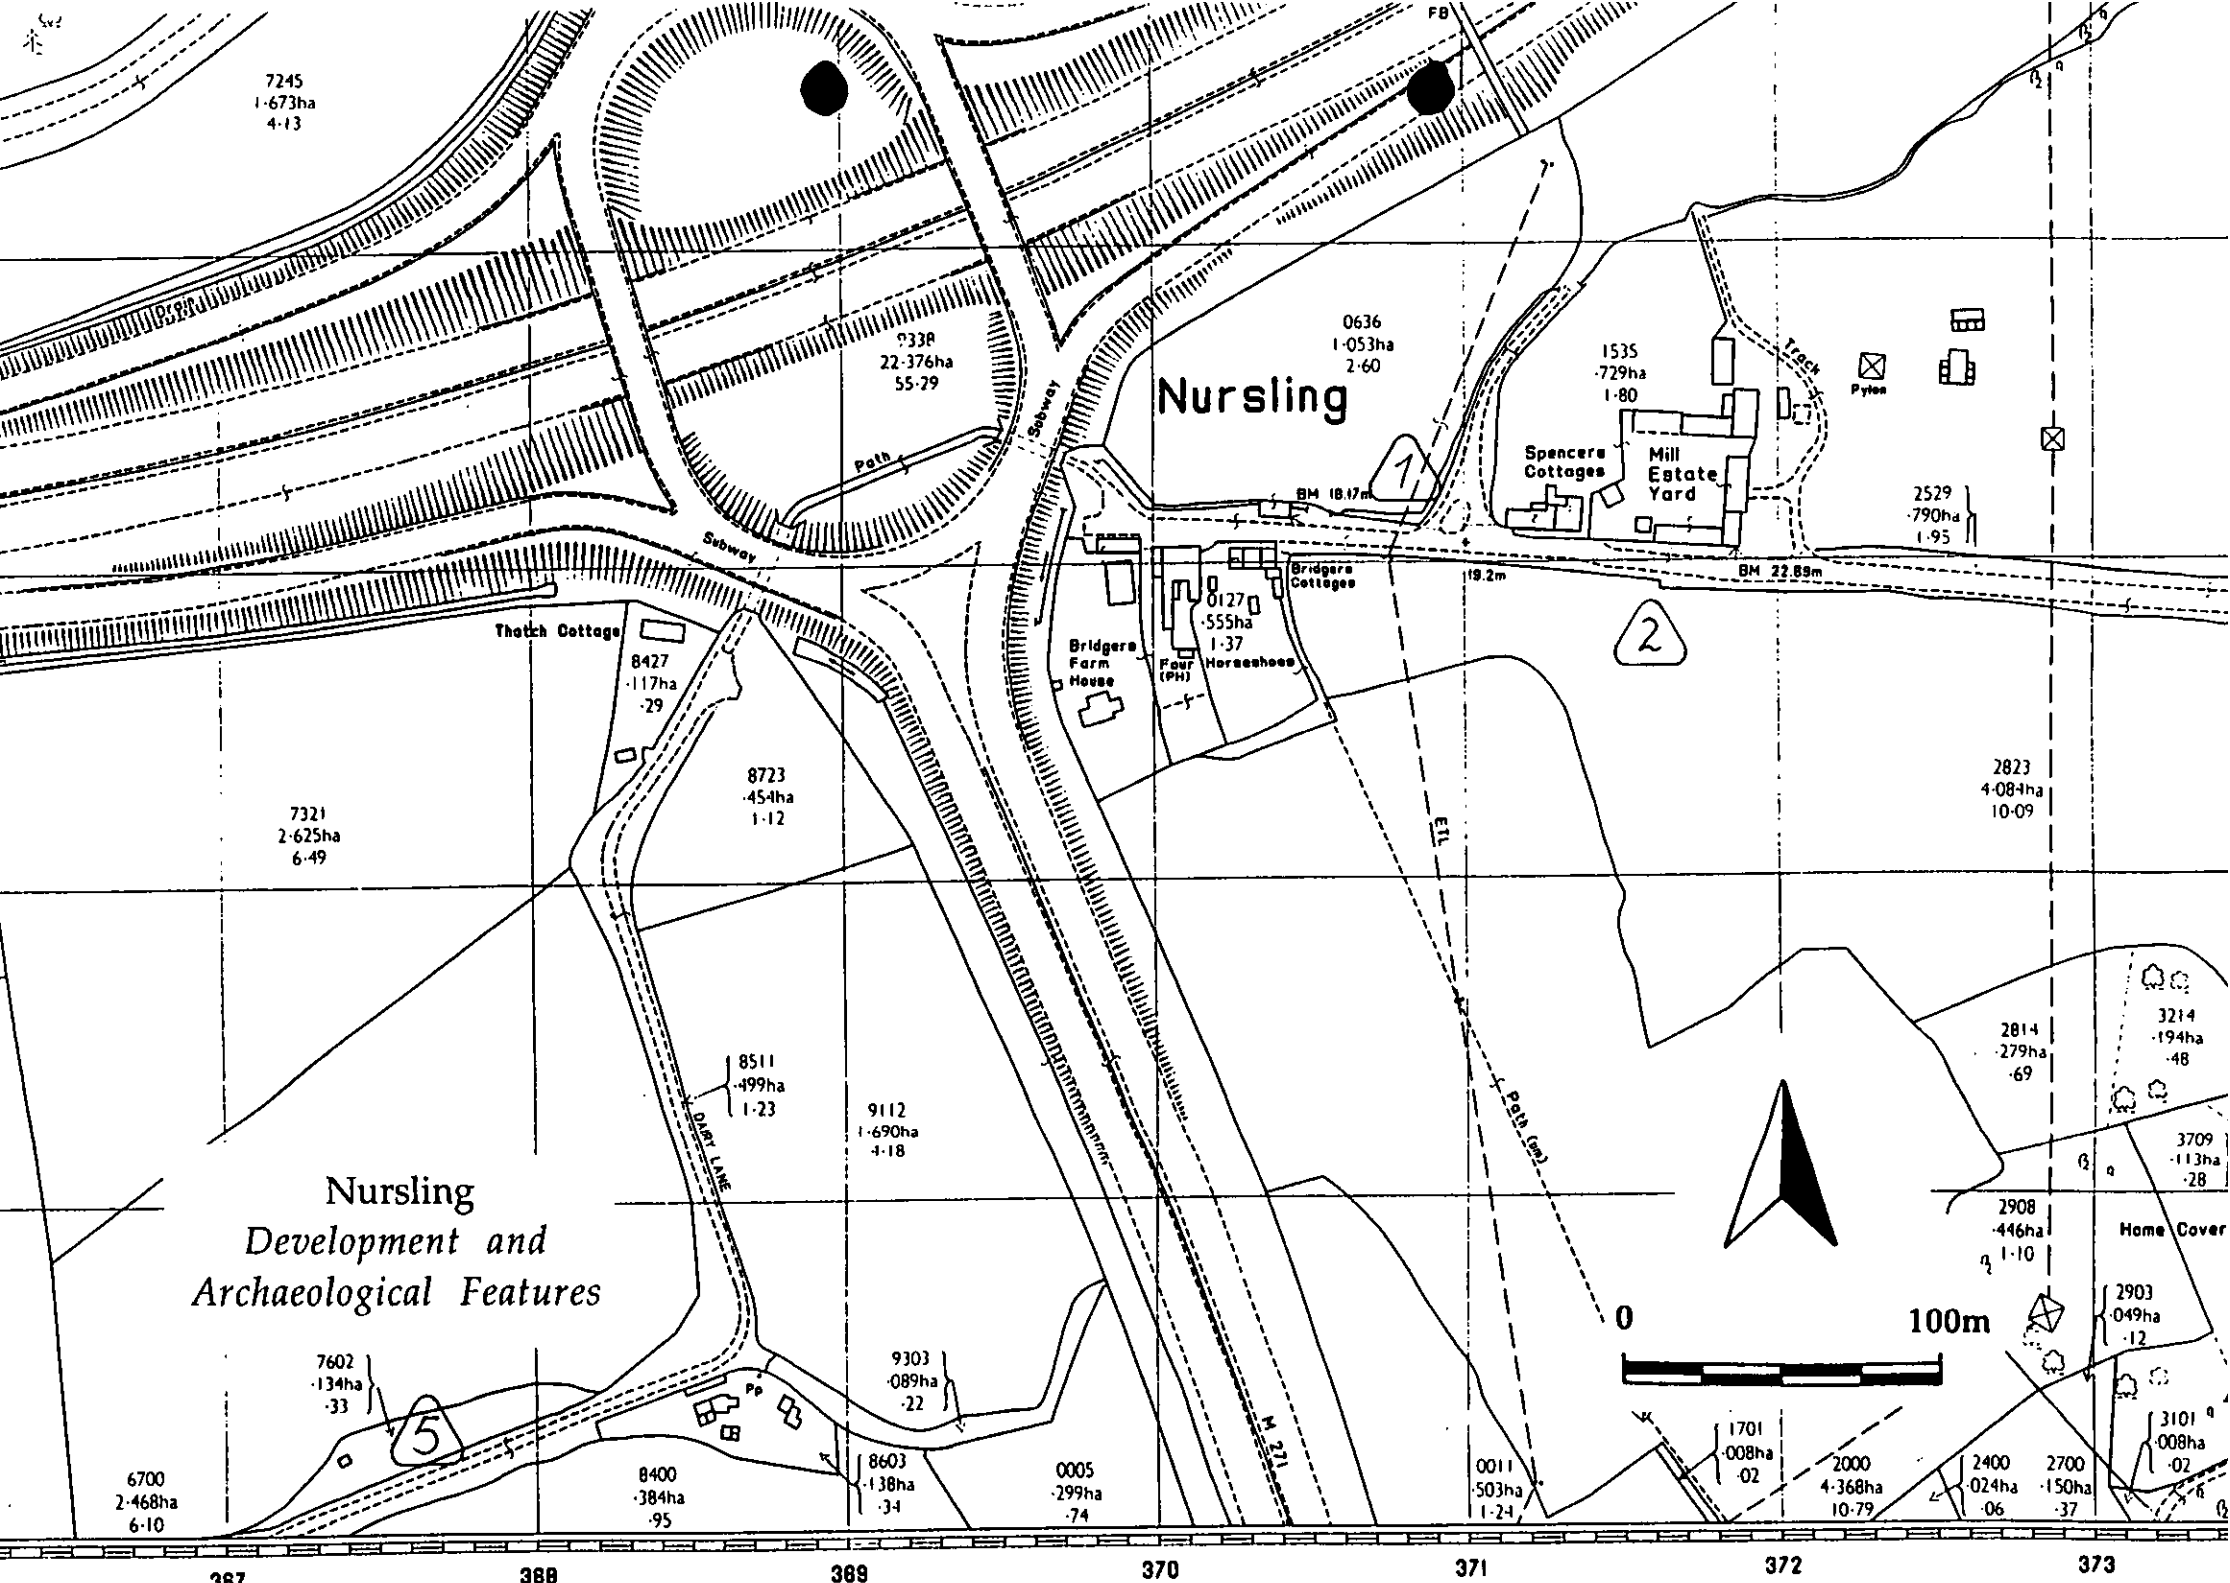 FB
7245
1·673ha
4·13
Drain
9338
22·376ha
55·29
0636
1·053ha
2·60
Nursling
Subway
Path
1535
·729ha
1·80
Track
Pylon
Spencers
Cottages
Mill
Estate
Yard
BM 18.17m
1
2529
·790ha
1·95
Subway
Bridgers
Cottages
19.2m
BM 22.89m
0127
·555ha
1·37
Thatch Cottage
8427
·117ha
·29
Bridgers
Farm
House
Four Horseshoes
(PH)
2
8723
·454ha
1·12
7321
2·625ha
6·49
2823
4·084ha
10·09
ETL
3214
·194ha
·48
2814
·279ha
·69
8511
·499ha
1·23
9112
1·690ha
4·18
DAIRY LANE
Path (um)
3709
·113ha
·28
Nursling
Development and
Archaeological Features
2908
·446ha
1·10
Home Cover
2903
·049ha
·12
0 100m
7602
·134ha
·33
5
Pp
9303
·089ha
·22
M 271
1701
·008ha
·02
3101
·008ha
·02
6700
2·468ha
6·10
8400
·384ha
·95
8603
·138ha
·34
0005
·299ha
·74
0011
·503ha
1·24
2000
4·368ha
10·79
2400
·024ha
·06
2700
·150ha
·37
367 368 369 370 371 372 373